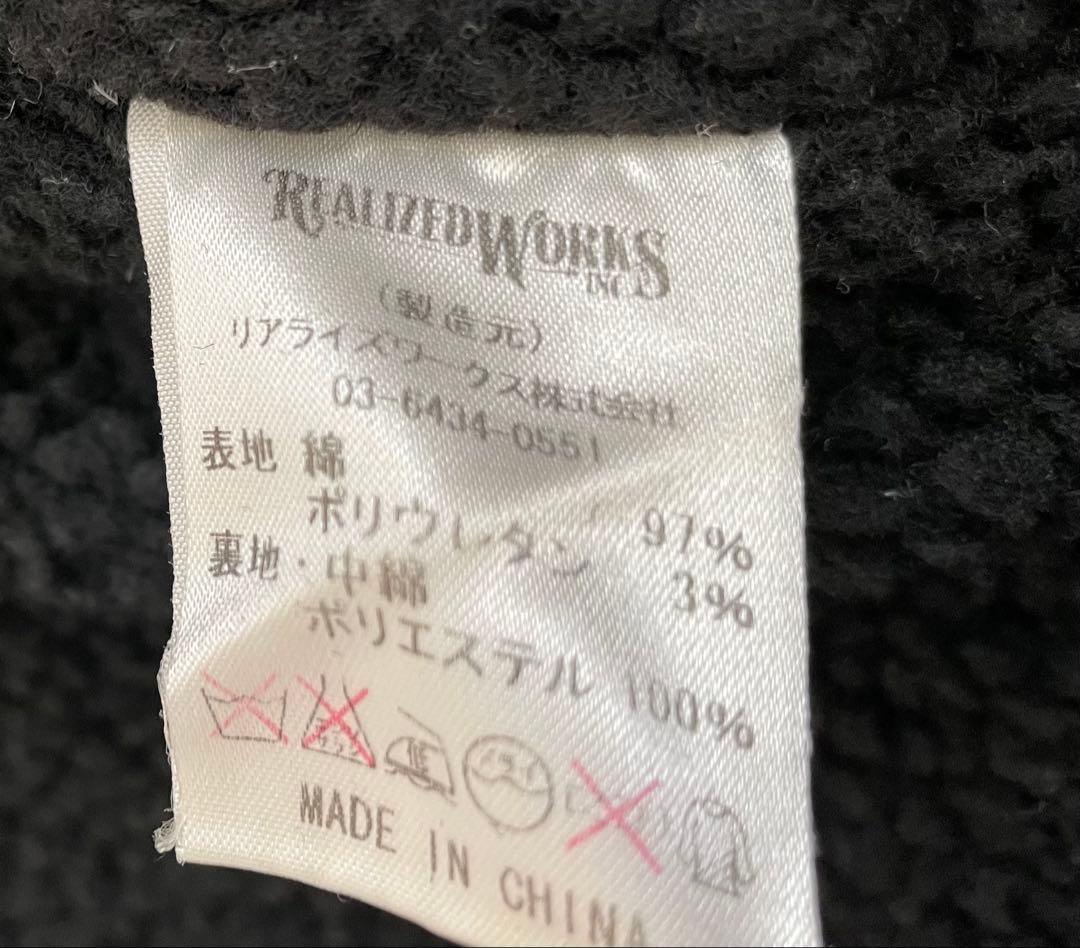 REALIZEDWORKS
INC
(製造元)
リアライズワークス株式会社
03-6434-0551
表地 綿 97%
ポリウレタン 3%
裏地・中綿
ポリエステル 100%
低
MADE IN CHINA